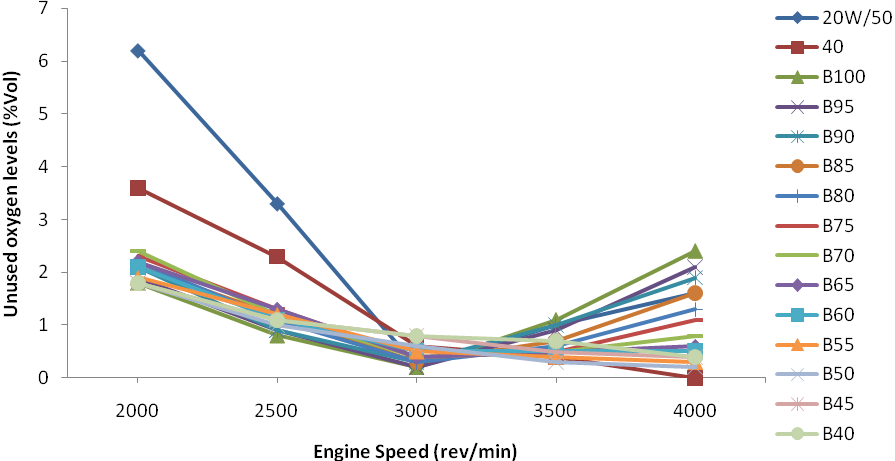 Unused oxygen levels (%Vol)
7
6
5
4
3
2
1
0
2000 2500 3000 3500 4000
Engine Speed (rev/min)
20W/50
40
B100
B95
B90
B85
B80
B75
B70
B65
B60
B55
B50
B45
B40